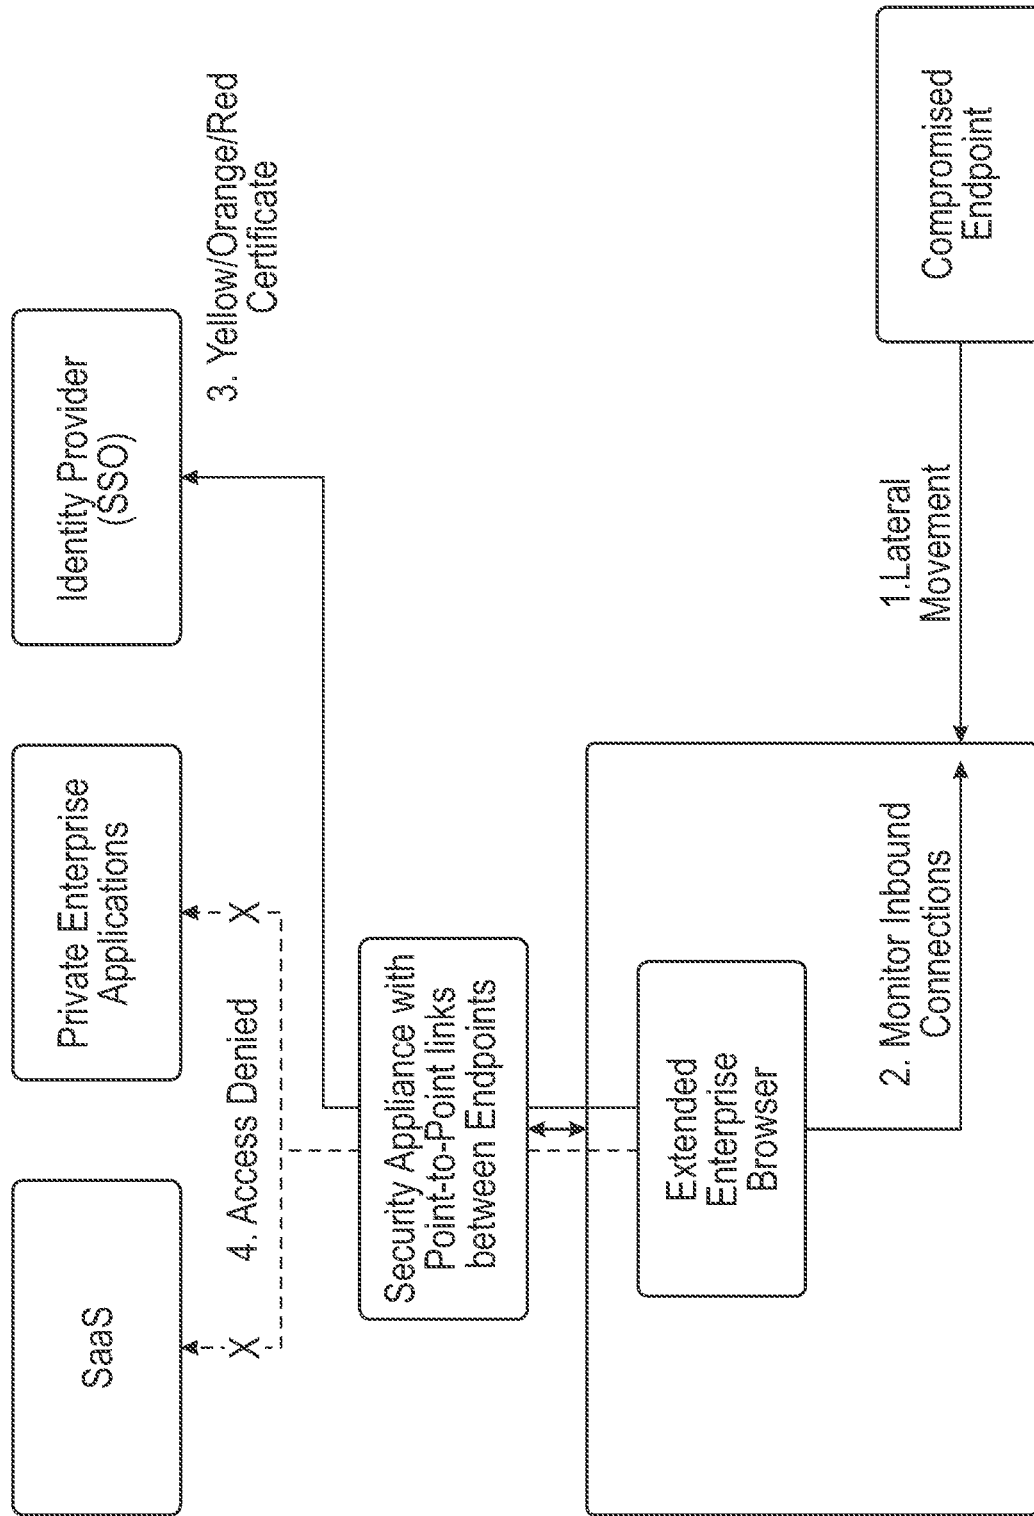 SaaS
Private Enterprise
Applications
Identity Provider
(SSO)
4. Access Denied
3. Yellow/Orange/Red
Certificate
Security Appliance with
Point-to-Point links
between Endpoints
Extended
Enterprise
Browser
2. Monitor Inbound
Connections
1.Lateral
Movement
Compromised
Endpoint
X
X